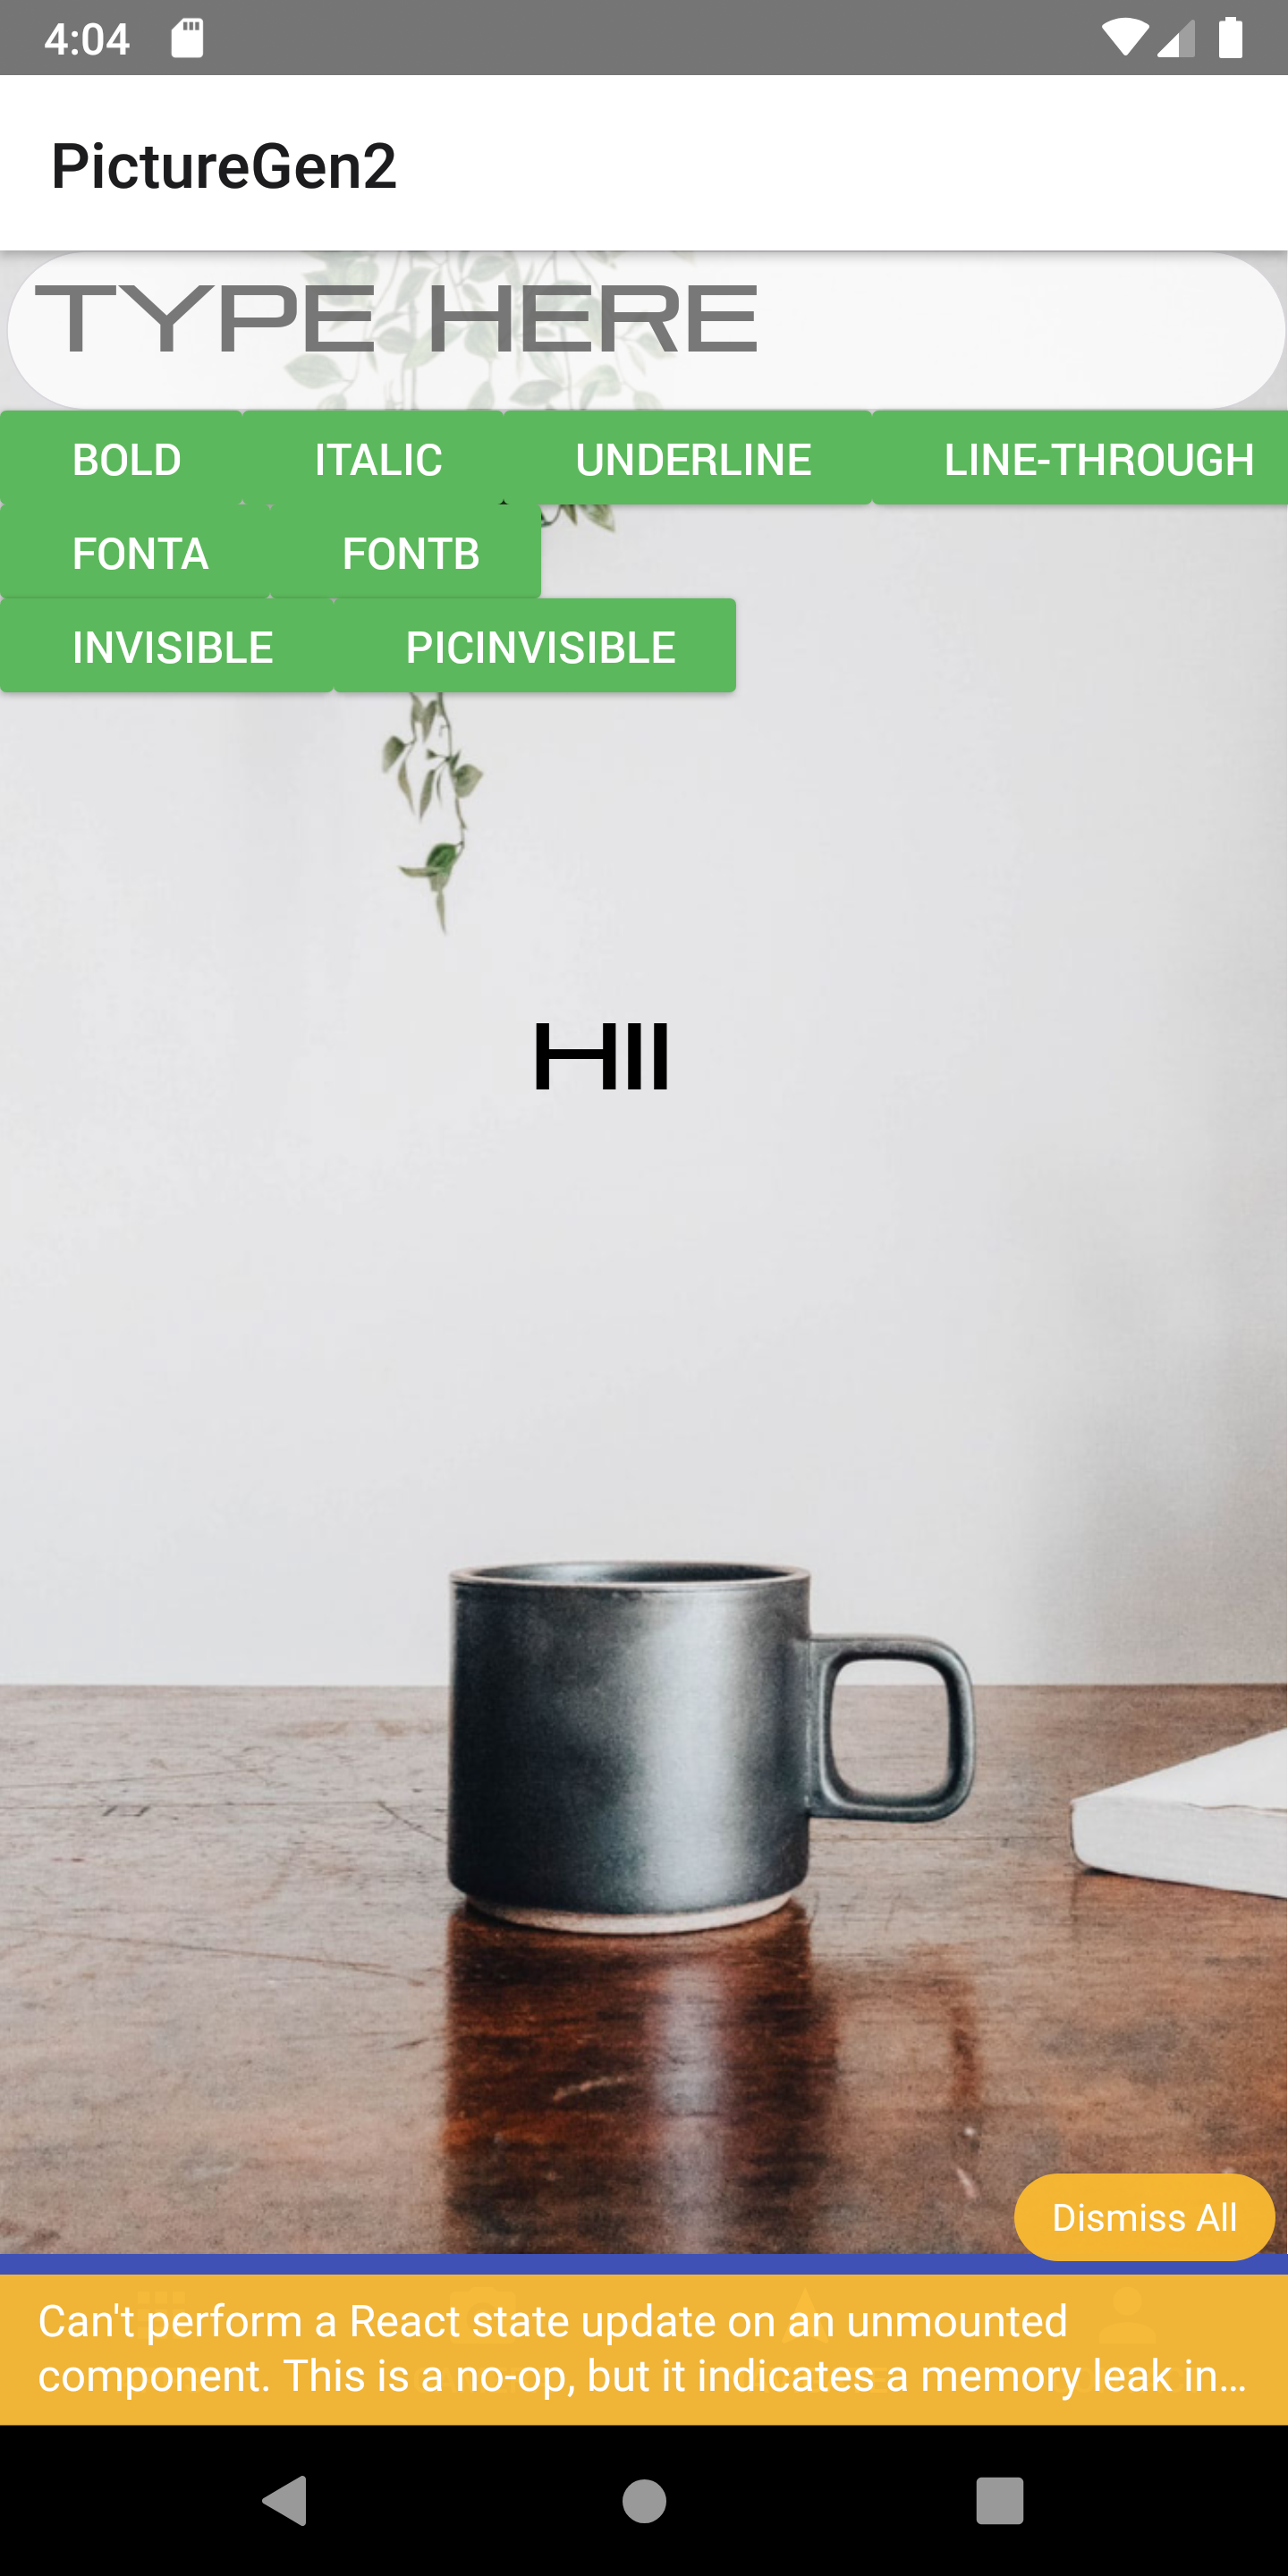 4:04
PictureGen2
TYPE HERE
BOLD ITALIC UNDERLINE LINE-THROUGH
FONTA FONTB
INVISIBLE PICINVISIBLE
HII
Dismiss All
Can't perform a React state update on an unmounted
component. This is a no-op, but it indicates a memory leak in…